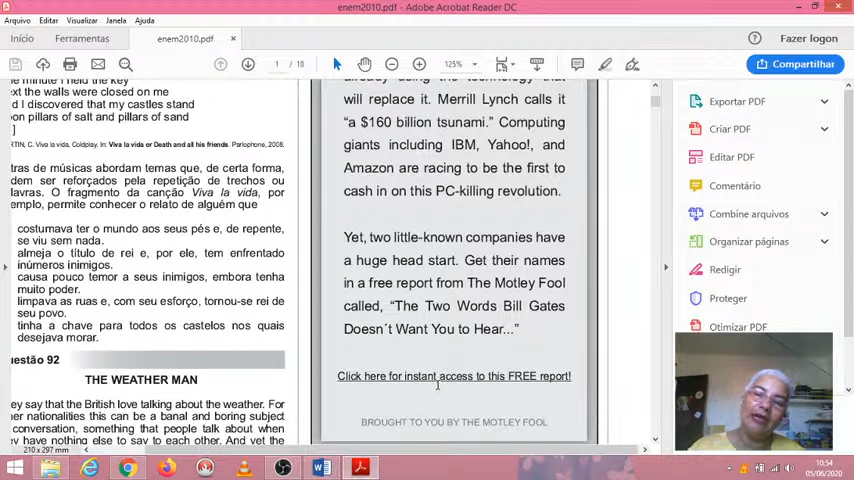 enem2010.pdf - Adobe Acrobat Reader DC
Arquivo Editar Visualizar Janela Ajuda
Início Ferramentas enem2010.pdf × Fazer logon
1 / 18 125% Compartilhar
ext the walls were closed on me
nd I discovered that my castles stand
pon pillars of salt and pillars of sand
]
RTIN, C. Viva la vida, Coldplay. In: Viva la vida or Death and all his friends. Parlophone, 2008.
tras de músicas abordam temas que, de certa forma,
dem ser reforçados pela repetição de trechos ou
lavras. O fragmento da canção Viva la vida, por
emplo, permite conhecer o relato de alguém que
costumava ter o mundo aos seus pés e, de repente,
se viu sem nada.
almeja o título de rei e, por ele, tem enfrentado
inúmeros inimigos.
causa pouco temor a seus inimigos, embora tenha
muito poder.
limpava as ruas e, com seu esforço, tornou-se rei de
seu povo.
tinha a chave para todos os castelos nos quais
desejava morar.
uestão 92
THE WEATHER MAN
ey say that the British love talking about the weather. For
er nationalities this can be a banal and boring subject
conversation, something that people talk about when
ey have nothing else to say to each other. And yet the
210 x 297 mm
will replace it. Merrill Lynch calls it
“a $160 billion tsunami.” Computing
giants including IBM, Yahoo!, and
Amazon are racing to be the first to
cash in on this PC-killing revolution.
Yet, two little-known companies have
a huge head start. Get their names
in a free report from The Motley Fool
called, “The Two Words Bill Gates
Doesn´t Want You to Hear...”
Click here for instant access to this FREE report!
BROUGHT TO YOU BY THE MOTLEY FOOL
Exportar PDF
Criar PDF
Editar PDF
Comentário
Combinar arquivos
Organizar páginas
Redigir
Proteger
Otimizar PDF
10:54
05/06/2020